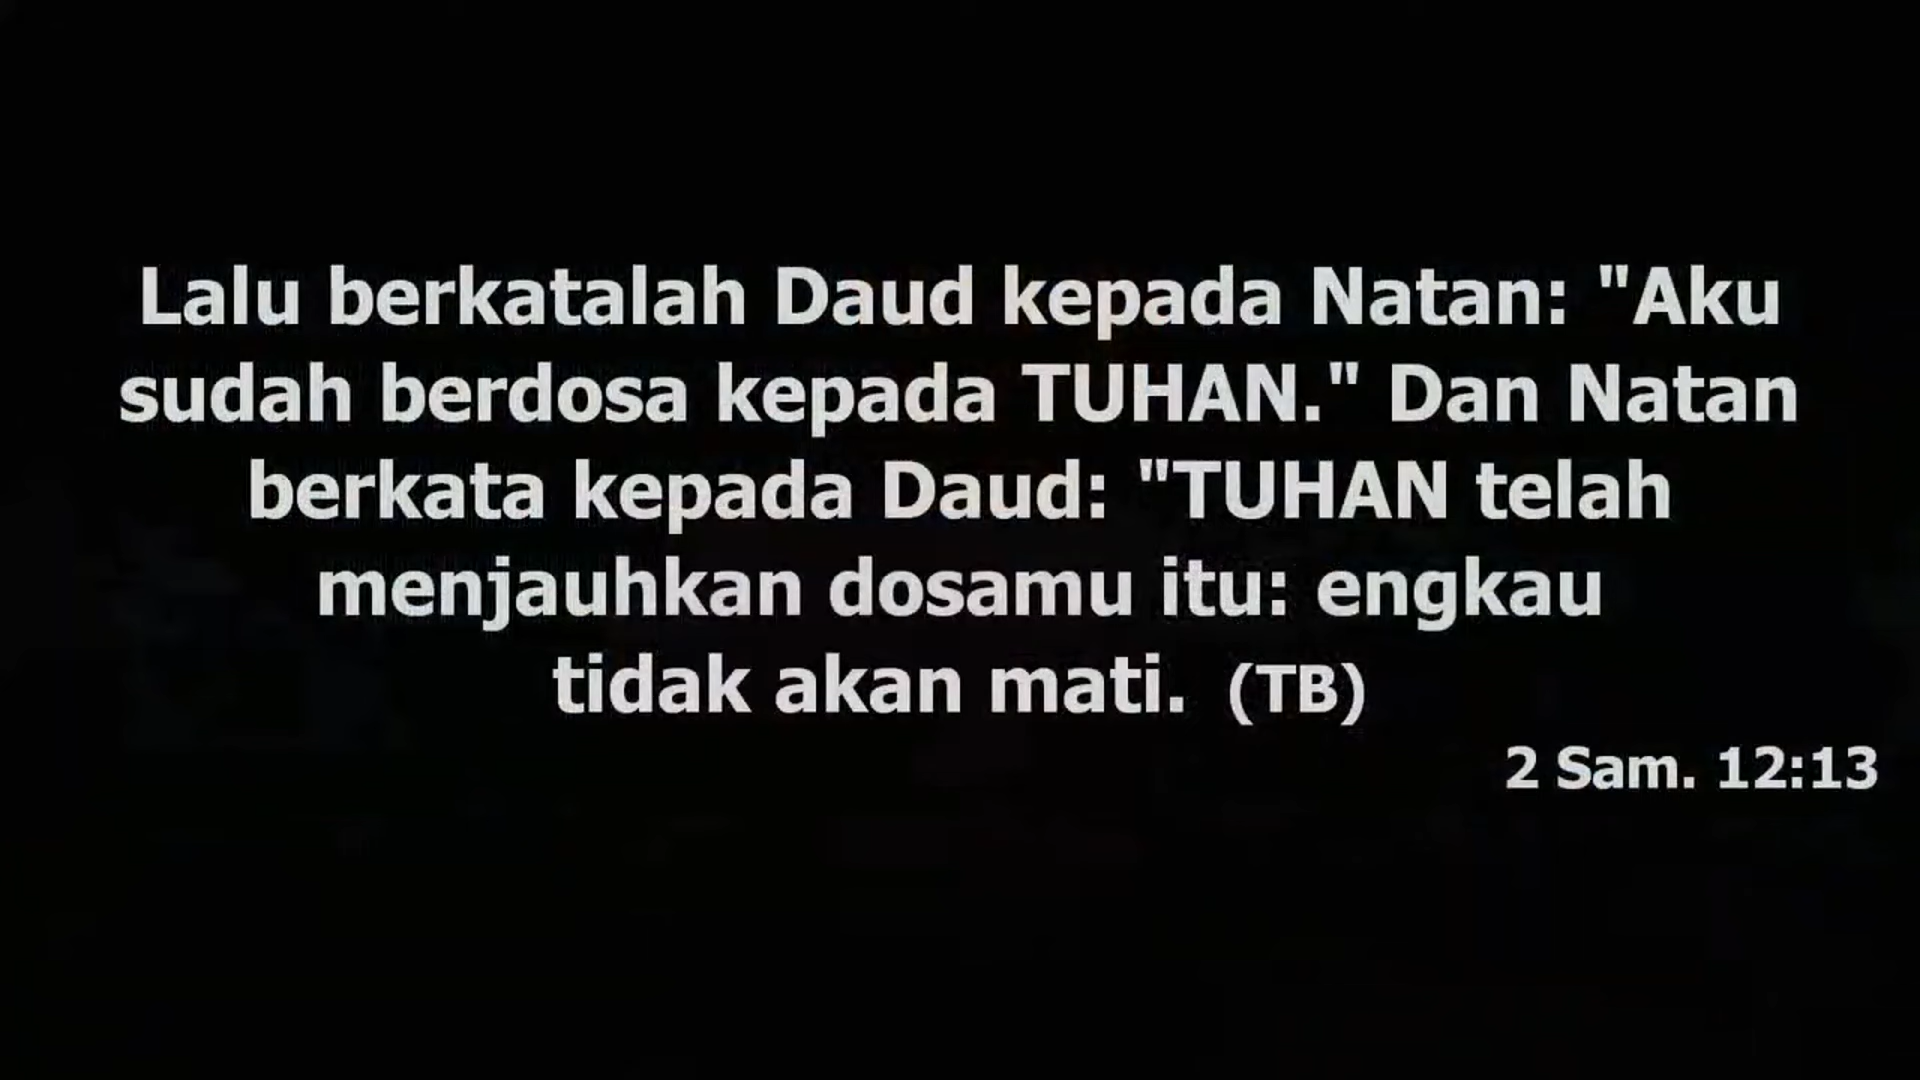 Lalu berkatalah Daud kepada Natan: "Aku
sudah berdosa kepada TUHAN." Dan Natan
berkata kepada Daud: "TUHAN telah
menjauhkan dosamu itu: engkau
tidak akan mati. (TB)
2 Sam. 12:13